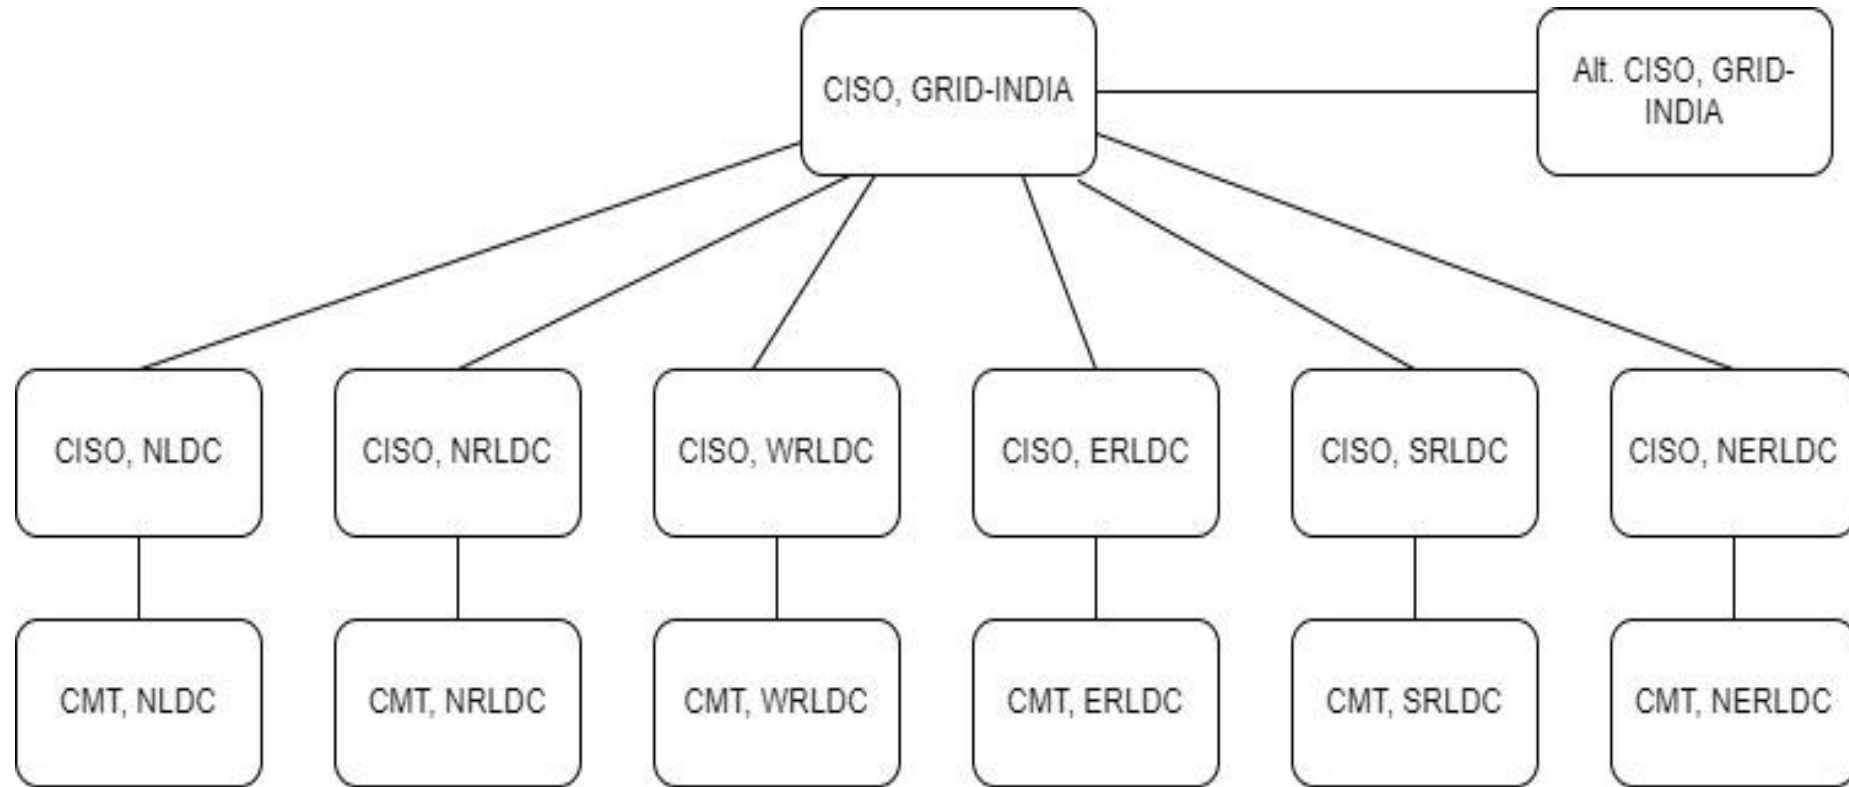 CISO, GRID-INDIA
Alt. CISO, GRID-
INDIA
CISO, NLDC
CISO, NRLDC
CISO, WRLDC
CISO, ERLDC
CISO, SRLDC
CISO, NERLDC
CMT, NLDC
CMT, NRLDC
CMT, WRLDC
CMT, ERLDC
CMT, SRLDC
CMT, NERLDC